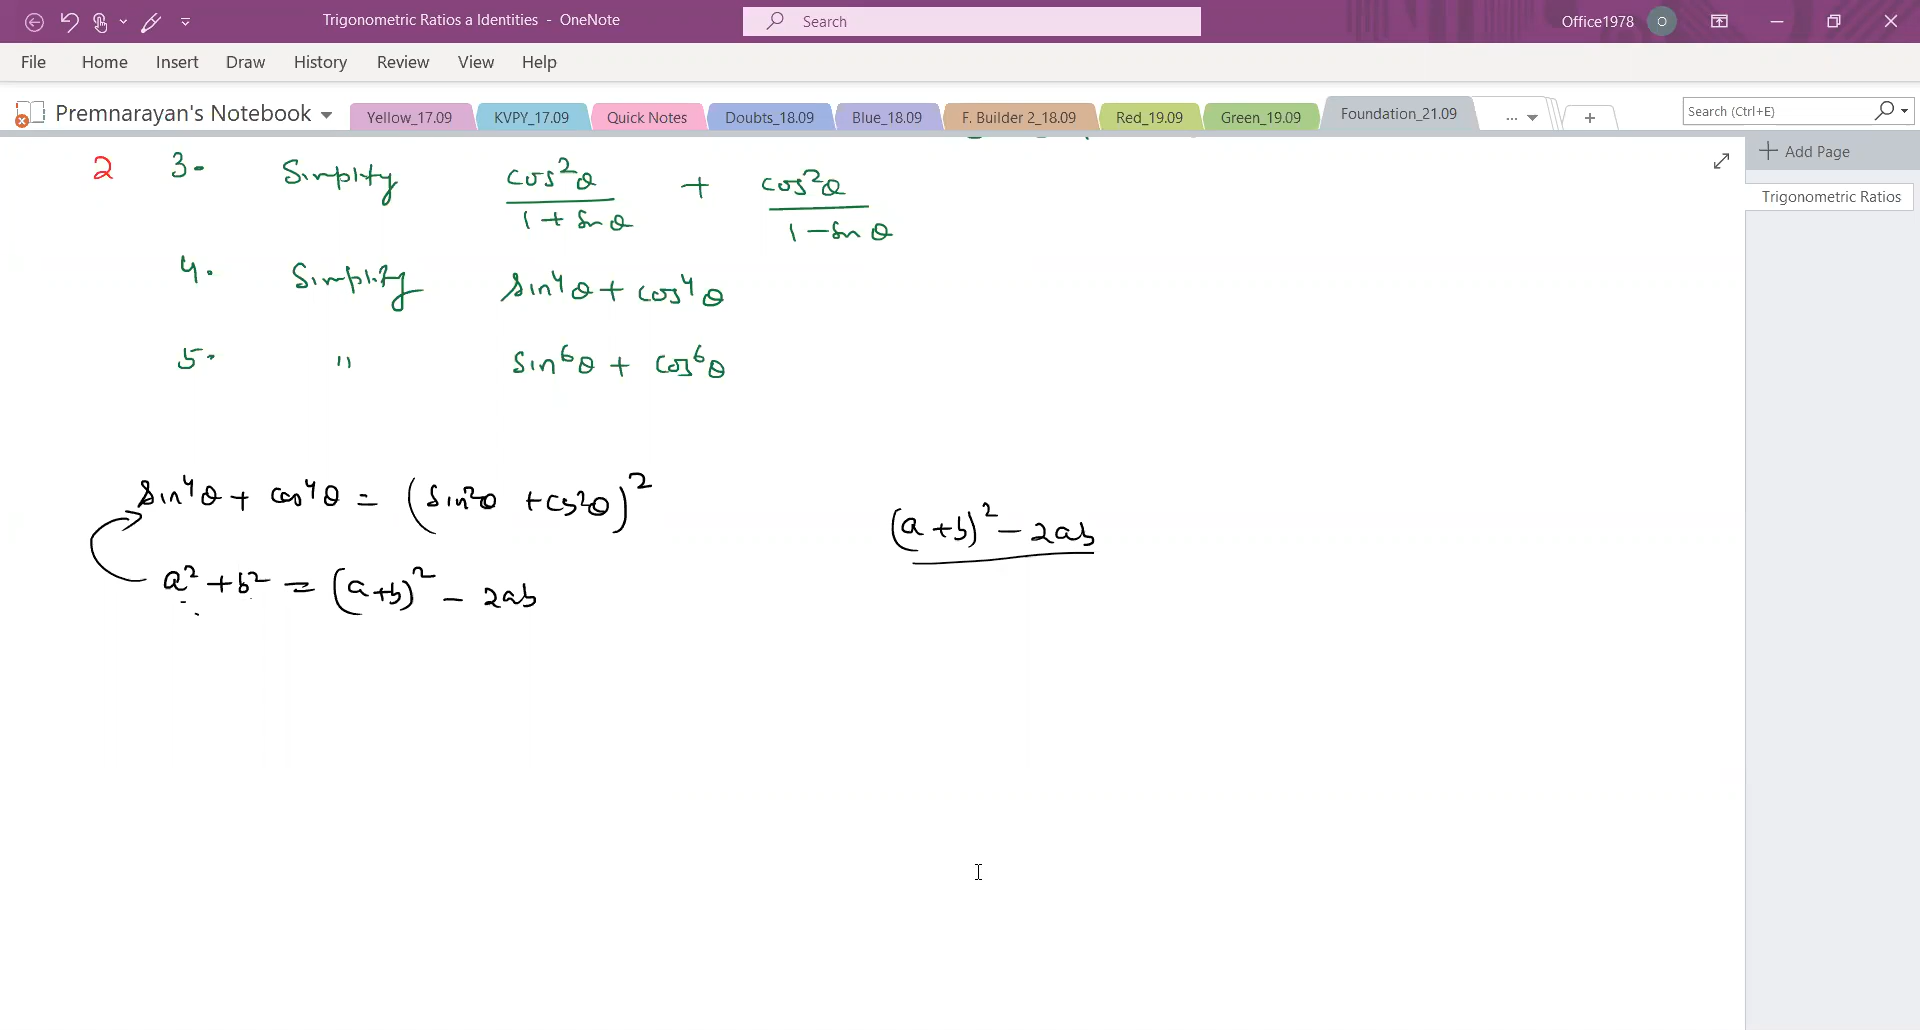 Trigonometric Ratios a Identities - OneNote
Search
Office1978 O
File Home Insert Draw History Review View Help
Premnarayan's Notebook Yellow_17.09 KVPY_17.09 Quick Notes Doubts_18.09 Blue_18.09 F. Builder 2_18.09 Red_19.09 Green_19.09 Foundation_21.09 ... +
Search (Ctrl+E)
+ Add Page
Trigonometric Ratios
2 3. Simplify cos²θ / (1 + sin θ) + cos²θ / (1 – sin θ)
4. Simplify sin⁴θ + cos⁴θ
5. " sin⁶θ + cos⁶θ
sin⁴θ + cos⁴θ = (sin²θ + cs²θ)²
(a + b)² – 2ab
a² + b² = (a+b)² – 2ab